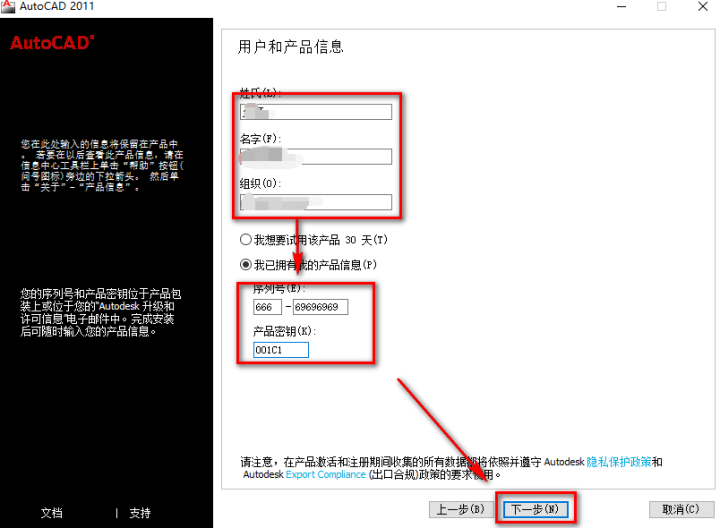 AutoCAD 2011
AutoCAD
用户和产品信息
姓氏(L):
名字(F):
组织(O):
您在此处输入的信息将保留在产品中
。 若要在以后查看此产品信息，请在
信息中心工具栏上单击“帮助”按钮(
问号图标)旁边的下拉箭头。 然后单
击“关于”-“产品信息”。
我想要试用该产品 30 天(T)
我已拥有我的产品信息(P)
序列号(E):
666 - 69696969
产品密钥(K):
001C1
您的序列号和产品密钥位于产品包
装上或位于您的“Autodesk 升级和
许可信息”电子邮件中。完成安装
后可随时输入您的产品信息。
请注意，在产品激活和注册期间收集的所有数据都将依照并遵守 Autodesk 隐私保护政策和
Autodesk Export Compliance (出口合规)政策的要求使用。
文档 | 支持
上一步(B) 下一步(N) 取消(C)